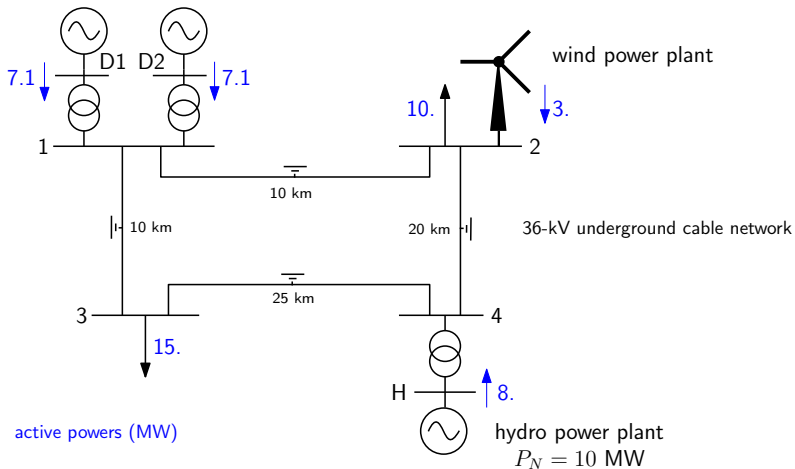 D1 D2
7.1 7.1
wind power plant
10. 3.
1 2
10 km
10 km
20 km
36-kV underground cable network
25 km
3 4
15.
H 8.
active powers (MW)
hydro power plant
P_N = 10 MW